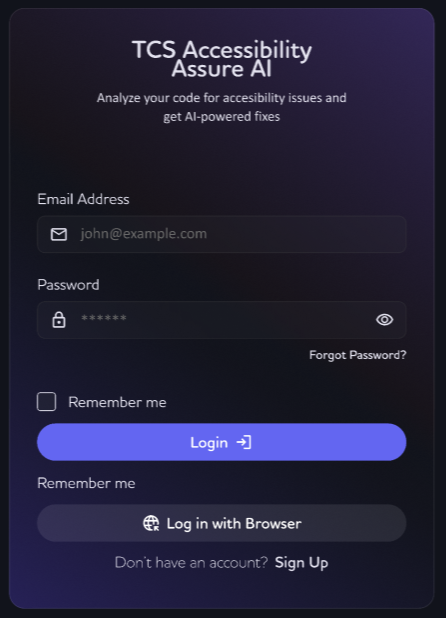 TCS Accessibility
Assure AI
Analyze your code for accesibility issues and
get AI-powered fixes
Email Address
john@example.com
Password
******
Forgot Password?
Remember me
Login
Remember me
Log in with Browser
Don't have an account? Sign Up